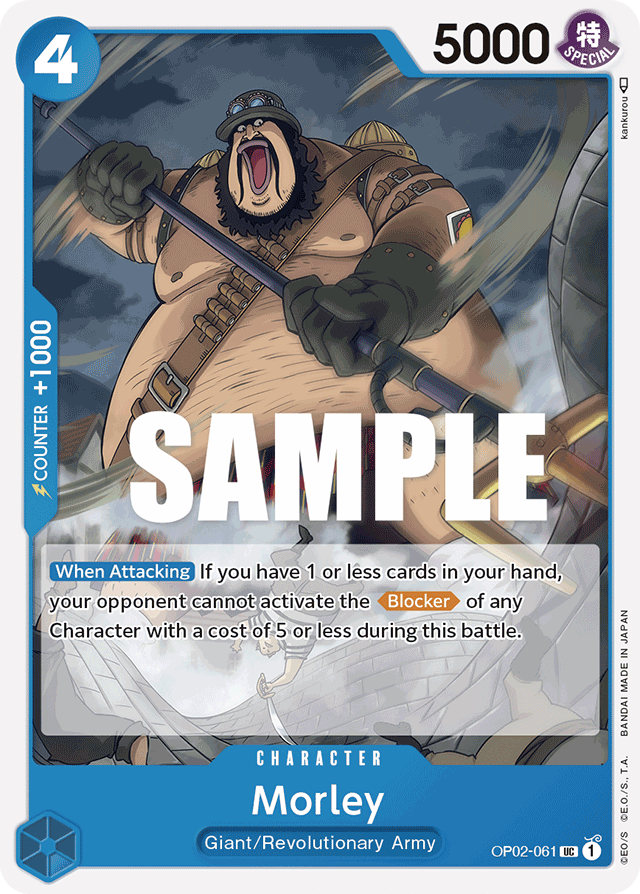 4
5000
特
SPECIAL
kankurou
COUNTER +1000
SAMPLE
When Attacking If you have 1 or less cards in your hand,
your opponent cannot activate the Blocker of any
Character with a cost of 5 or less during this battle.
CHARACTER
Morley
Giant/Revolutionary Army
OP02-061 UC 1
©EO/S ©E.O./S., T.A. BANDAI MADE IN JAPAN